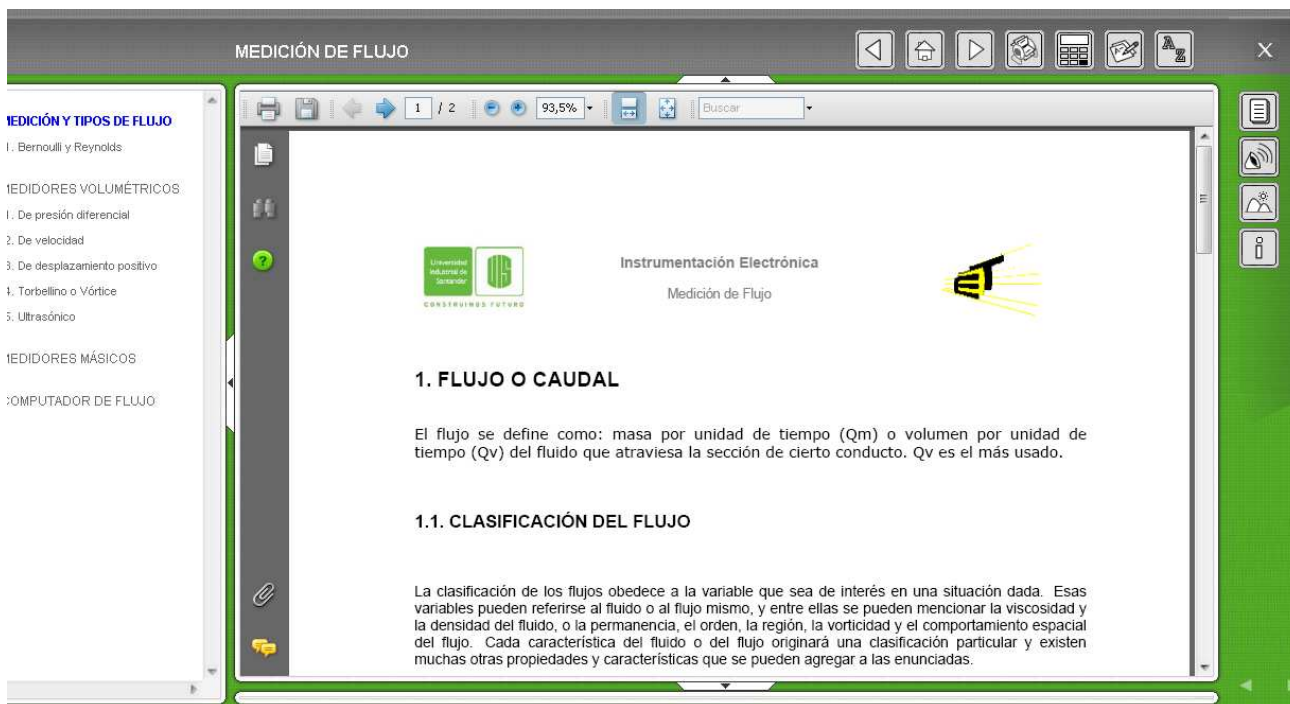 MEDICIÓN DE FLUJO
A
Z
X
MEDICIÓN Y TIPOS DE FLUJO
1. Bernoulli y Reynolds
MEDIDORES VOLUMÉTRICOS
1. De presión diferencial
2. De velocidad
3. De desplazamiento positivo
4. Torbellino o Vórtice
5. Ultrasónico
MEDIDORES MÁSICOS
COMPUTADOR DE FLUJO
1 / 2
93,5%
Buscar
Universidad
Industrial de
Santander
CONSTRUIMOS FUTURO
Instrumentación Electrónica
Medición de Flujo
1. FLUJO O CAUDAL
El flujo se define como: masa por unidad de tiempo (Qm) o volumen por unidad de
tiempo (Qv) del fluido que atraviesa la sección de cierto conducto. Qv es el más usado.
1.1. CLASIFICACIÓN DEL FLUJO
La clasificación de los flujos obedece a la variable que sea de interés en una situación dada. Esas
variables pueden referirse al fluido o al flujo mismo, y entre ellas se pueden mencionar la viscosidad y
la densidad del fluido, o la permanencia, el orden, la región, la vorticidad y el comportamiento espacial
del flujo. Cada característica del fluido o del flujo originará una clasificación particular y existen
muchas otras propiedades y características que se pueden agregar a las enunciadas.